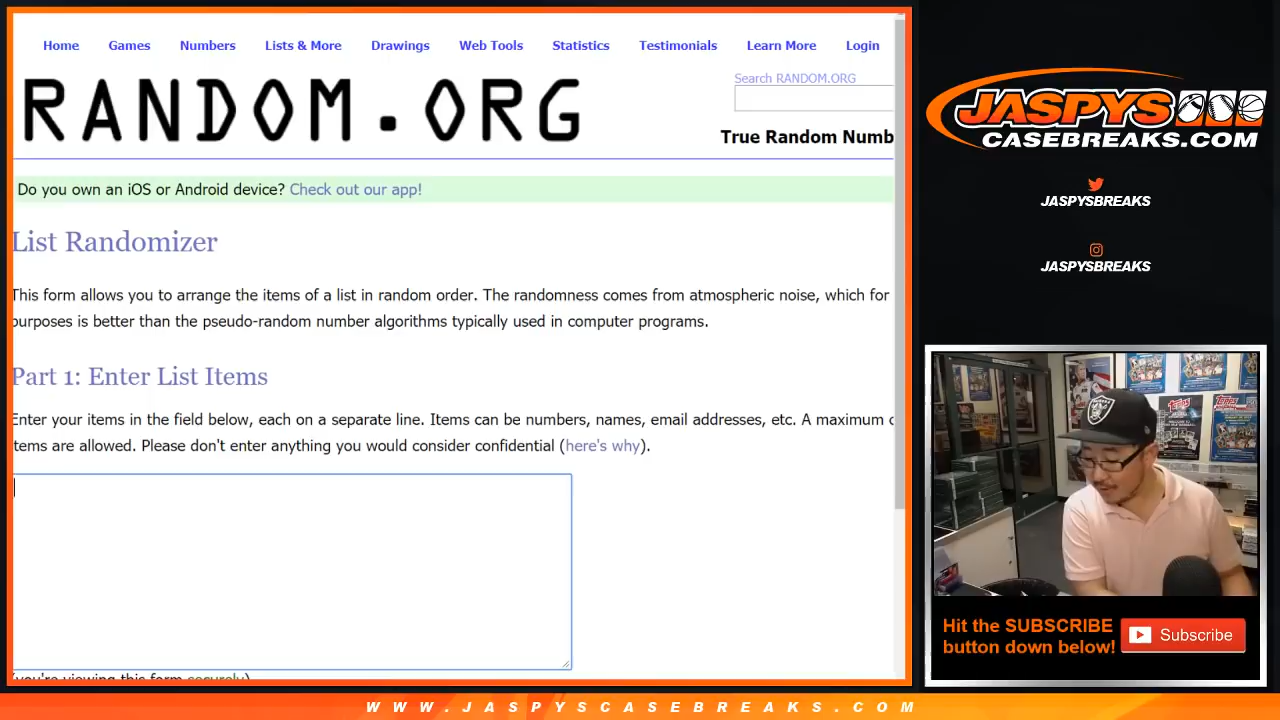 Home Games Numbers Lists & More Drawings Web Tools Statistics Testimonials Learn More Login
RANDOM.ORG
Search RANDOM.ORG
True Random Numb
Do you own an iOS or Android device? Check out our app!
List Randomizer
This form allows you to arrange the items of a list in random order. The randomness comes from atmospheric noise, which for
purposes is better than the pseudo-random number algorithms typically used in computer programs.
Part 1: Enter List Items
Enter your items in the field below, each on a separate line. Items can be numbers, names, email addresses, etc. A maximum
items are allowed. Please don't enter anything you would consider confidential (here's why).
(you're viewing this form securely)
JASPYS
CASEBREAKS.COM
JASPYSBREAKS
JASPYSBREAKS
Hit the SUBSCRIBE
button down below!
Subscribe
WWW.JASPYSCASEBREAKS.COM